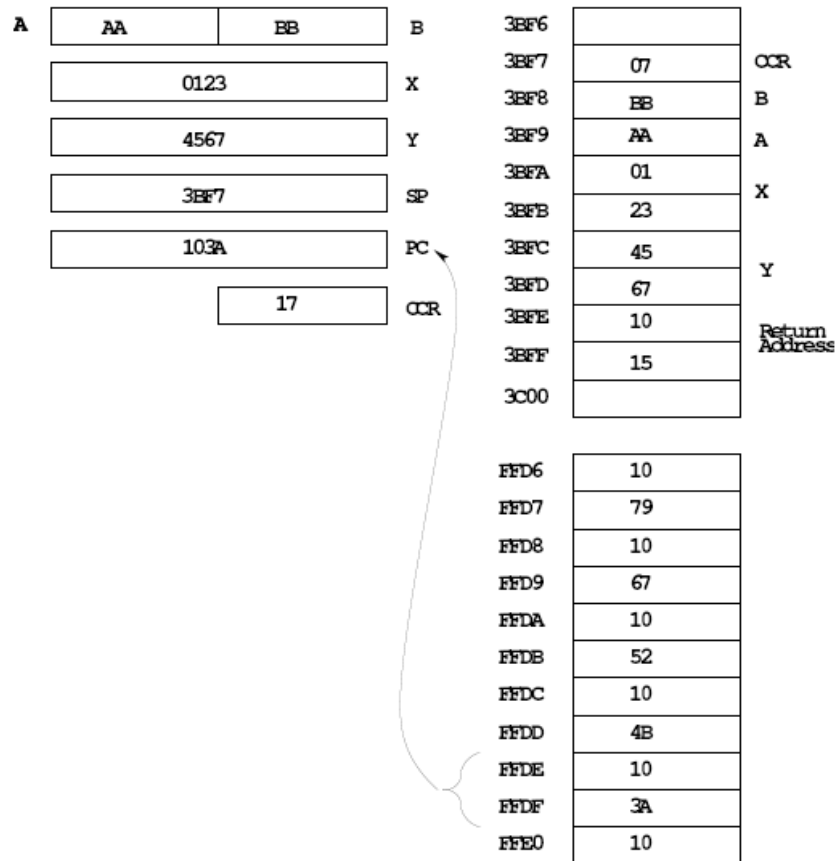 A AA BB B
0123 X
4567 Y
3BF7 SP
103A PC
17 CCR
3BF6
3BF7 07 CCR
3BF8 BB B
3BF9 AA A
3BFA 01
X
3BFB 23
3BFC 45
Y
3BFD 67
3BFE 10
Return
Address
3BFF 15
3C00
FFD6 10
FFD7 79
FFD8 10
FFD9 67
FFDA 10
FFDB 52
FFDC 10
FFDD 4B
FFDE 10
FFDF 3A
FFE0 10